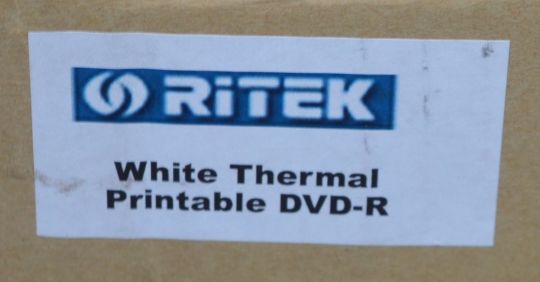 RiTEK
White Thermal
Printable DVD-R